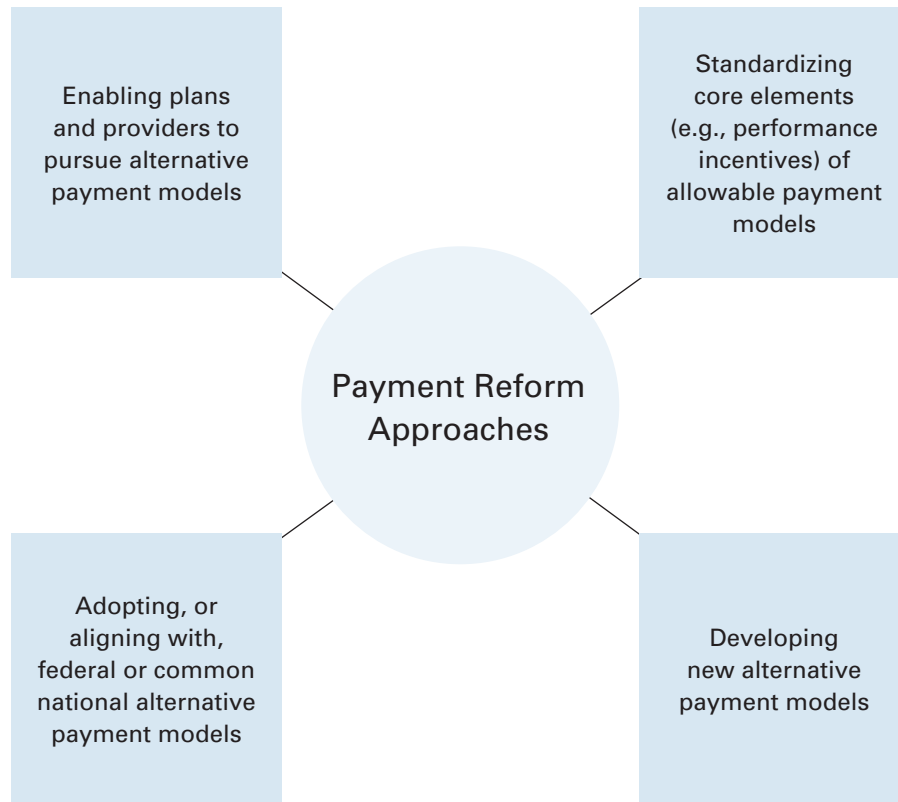 Enabling plans
and providers to
pursue alternative
payment models
Standardizing
core elements
(e.g., performance
incentives) of
allowable payment
models
Payment Reform
Approaches
Adopting, or
aligning with,
federal or common
national alternative
payment models
Developing
new alternative
payment models